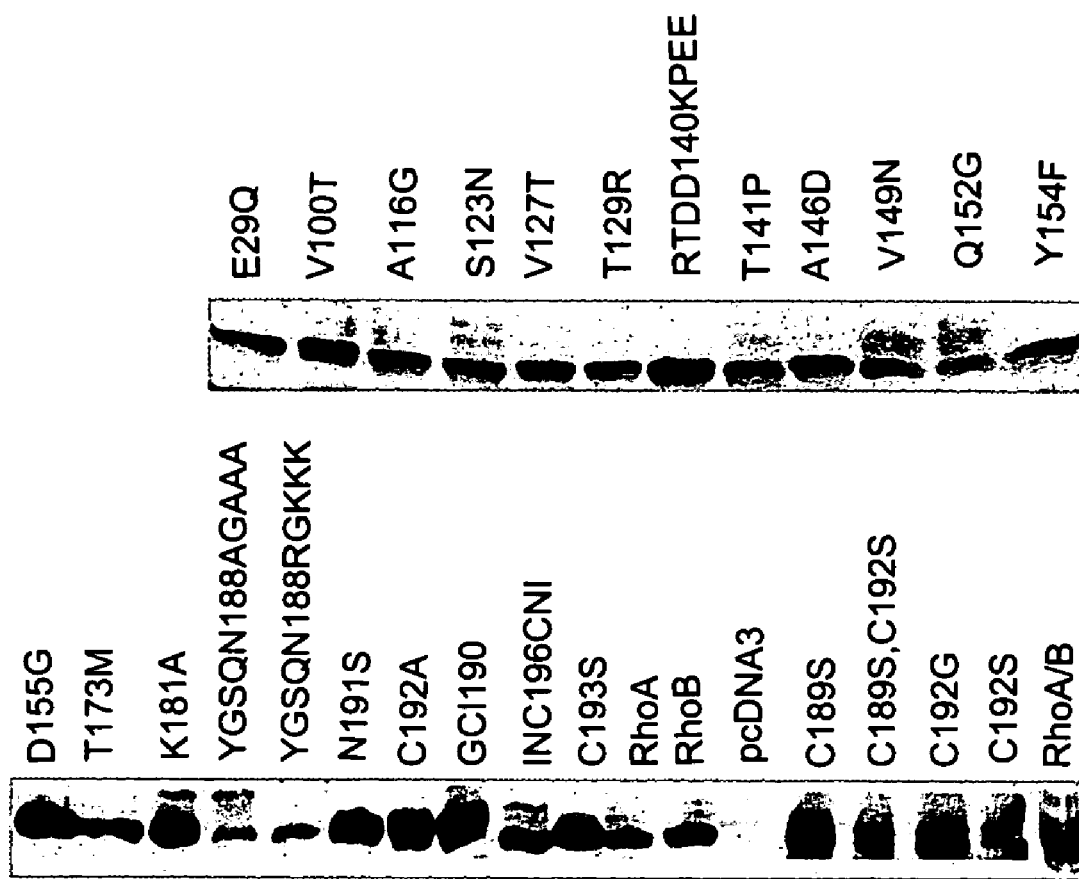 E29Q
V100T
A116G
S123N
V127T
T129R
RTDD140KPEE
T141P
A146D
V149N
Q152G
Y154F
D155G
T173M
K181A
YGSQN188AGAAA
YGSQN188RGKKK
N191S
C192A
GCI190
INC196CNI
C193S
RhoA
RhoB
pcDNA3
C189S
C189S,C192S
C192G
C192S
RhoA/B